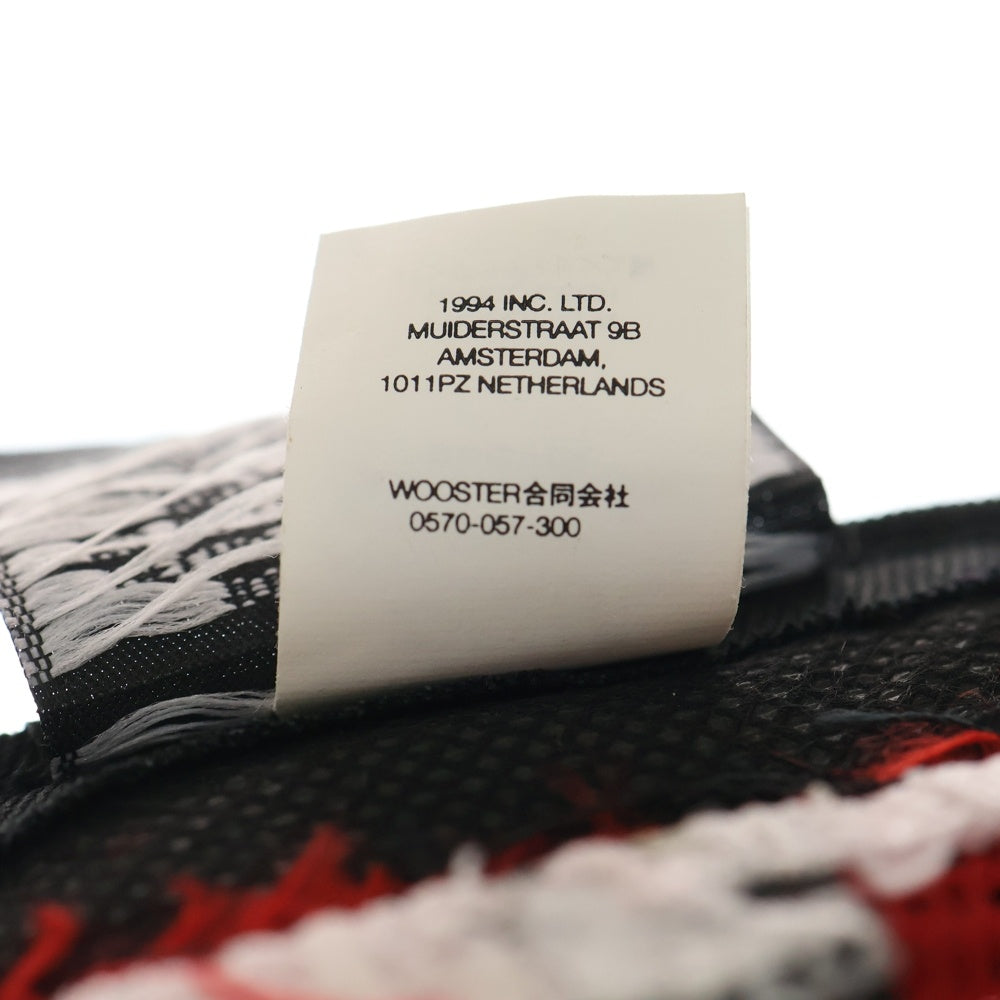 1994 INC. LTD.
MUIDERSTRAAT 9B
AMSTERDAM,
1011PZ NETHERLANDS
WOOSTER合同会社
0570-057-300